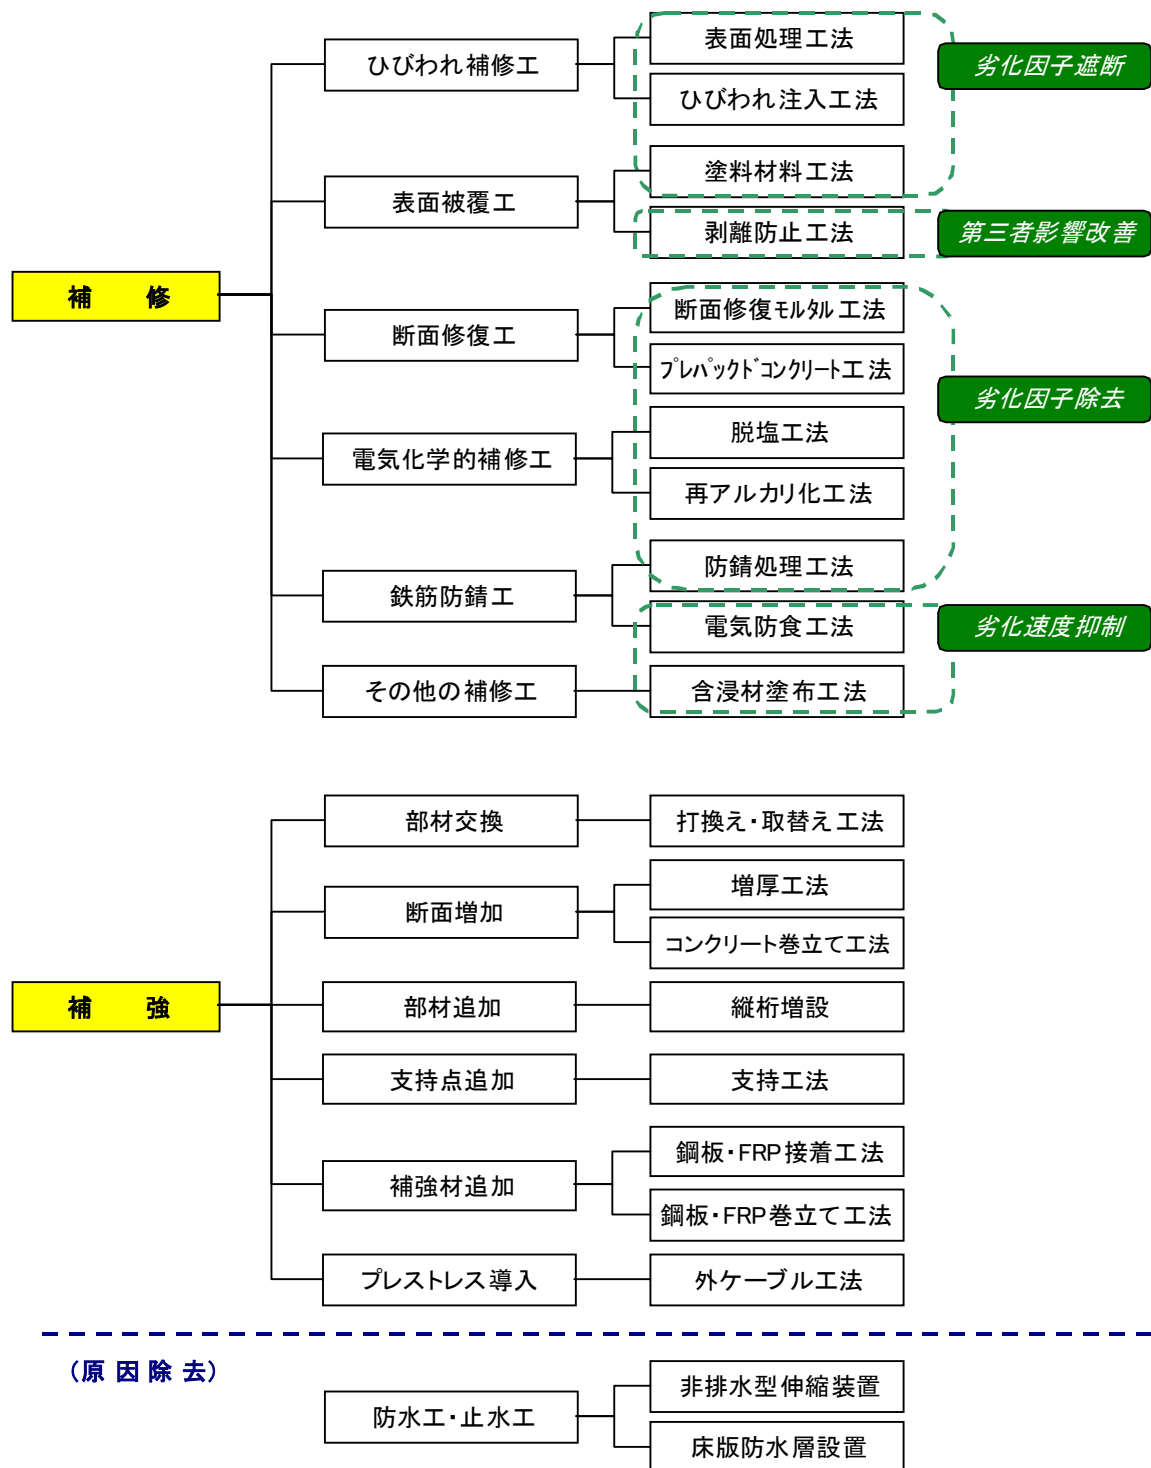 表面処理工法
ひびわれ補修工
劣化因子遮断
ひびわれ注入工法
塗料材料工法
表面被覆工
剥離防止工法
第三者影響改善
補 修
断面修復モルタル工法
断面修復工
プレパックドコンクリート工法
劣化因子除去
脱塩工法
電気化学的補修工
再アルカリ化工法
防錆処理工法
鉄筋防錆工
電気防食工法
劣化速度抑制
その他の補修工
含浸材塗布工法
部材交換
打換え・取替え工法
増厚工法
断面増加
コンクリート巻立て工法
補 強
部材追加
縦桁増設
支持点追加
支持工法
鋼板・FRP接着工法
補強材追加
鋼板・FRP巻立て工法
プレストレス導入
外ケーブル工法
（原 因 除 去）
非排水型伸縮装置
防水工・止水工
床版防水層設置